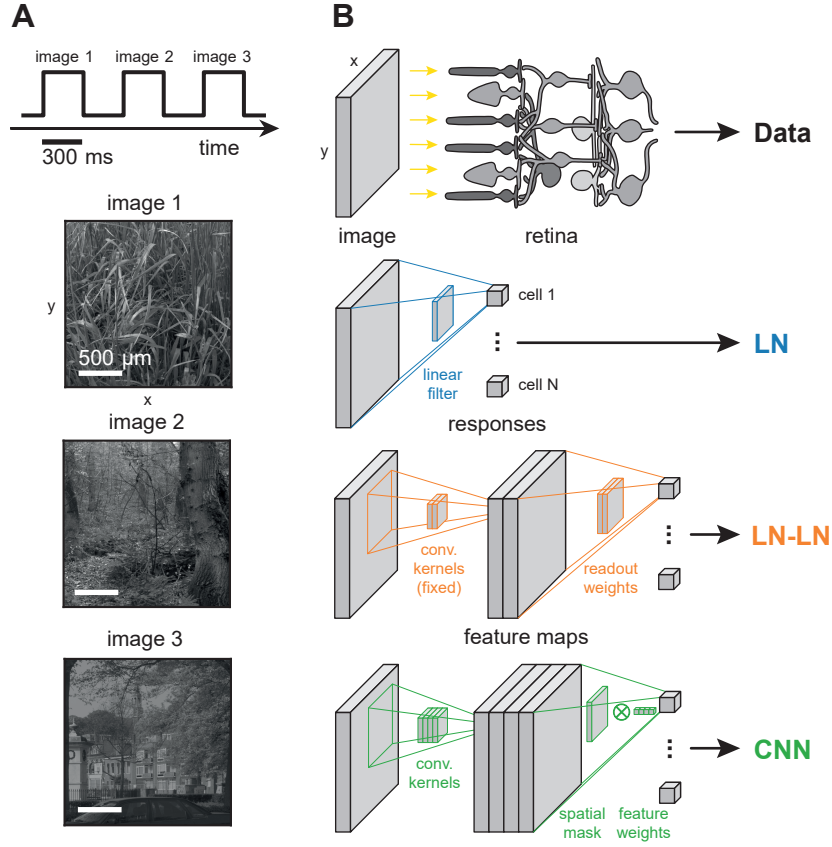 A
image 1
image 2
image 3
time
300 ms
image 1
y
500 µm
x
image 2
image 3
B
x
y
image
retina
Data
cell 1
linear
filter
cell N
LN
responses
conv.
kernels
(fixed)
readout
weights
LN-LN
feature maps
conv.
kernels
spatial
mask
feature
weights
CNN